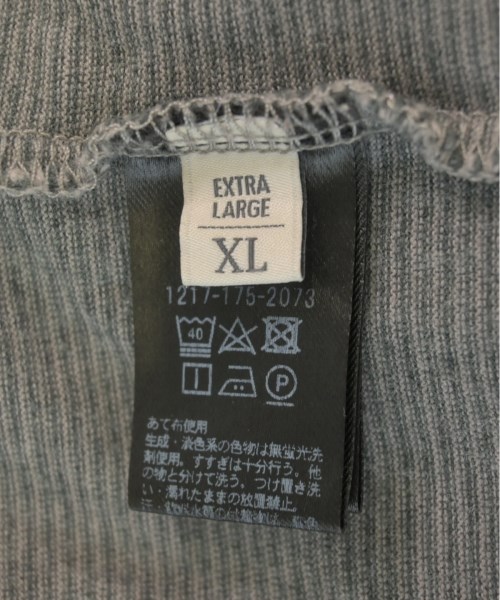 EXTRA
LARGE
XL
1217-175-2073
40
P
あて布使用
生成・淡色系の色物は無蛍光洗
剤使用。すすぎは十分行う。他
の物と分けて洗う。つけ置き洗
い・濡れたままの放置禁止。